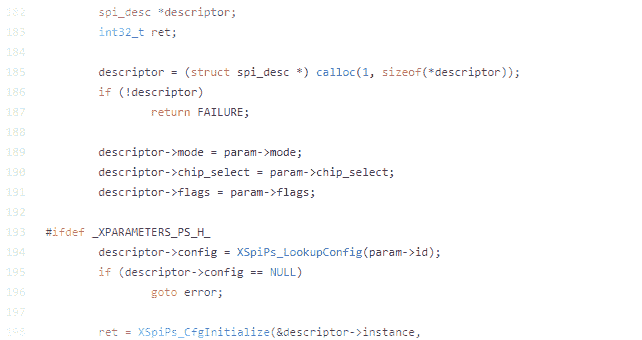 182 spi_desc *descriptor;
183 int32_t ret;
184
185 descriptor = (struct spi_desc *) calloc(1, sizeof(*descriptor));
186 if (!descriptor)
187 return FAILURE;
188
189 descriptor->mode = param->mode;
190 descriptor->chip_select = param->chip_select;
191 descriptor->flags = param->flags;
192
193 #ifdef _XPARAMETERS_PS_H_
194 descriptor->config = XSpiPs_LookupConfig(param->id);
195 if (descriptor->config == NULL)
196 goto error;
197
198 ret = XSpiPs_CfgInitialize(&descriptor->instance,